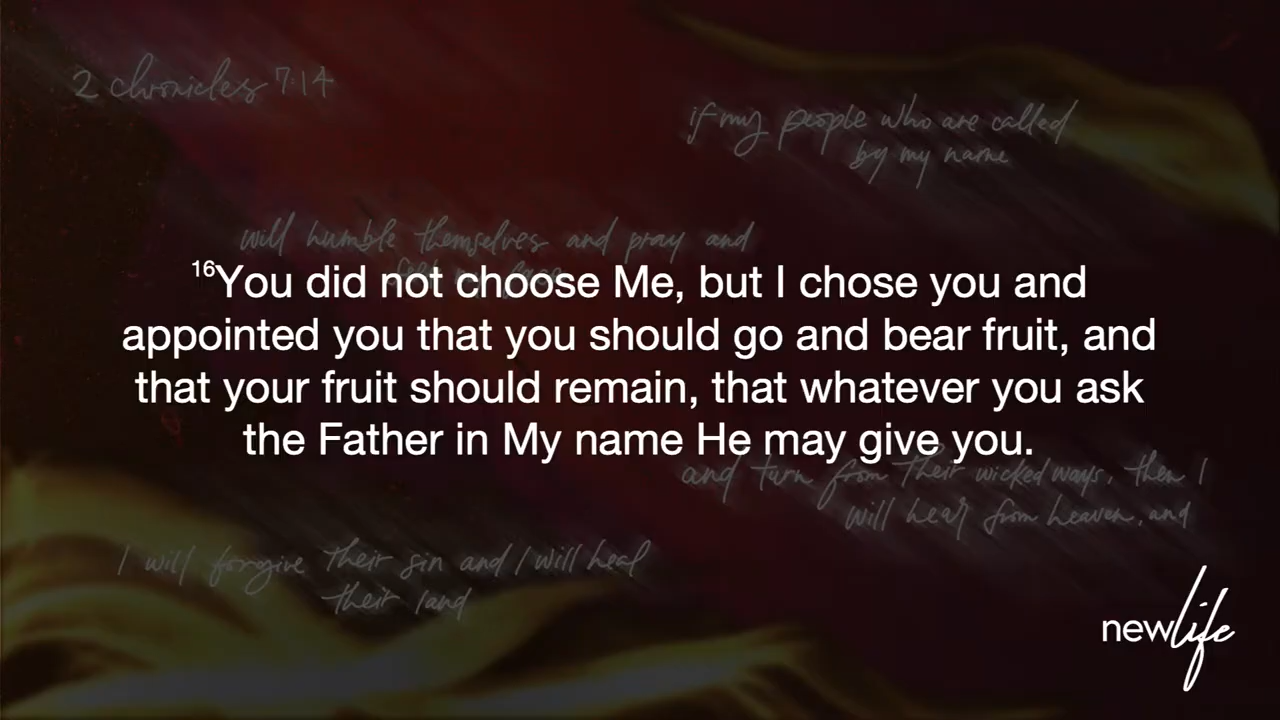 2 chronicles 7:14
if my people who are called
by my name
will humble themselves and pray and
16You did not choose Me, but I chose you and
appointed you that you should go and bear fruit, and
that your fruit should remain, that whatever you ask
the Father in My name He may give you.
and turn from their wicked ways, then I
will hear from heaven, and
I will forgive their sin and I will heal
their land
newlife